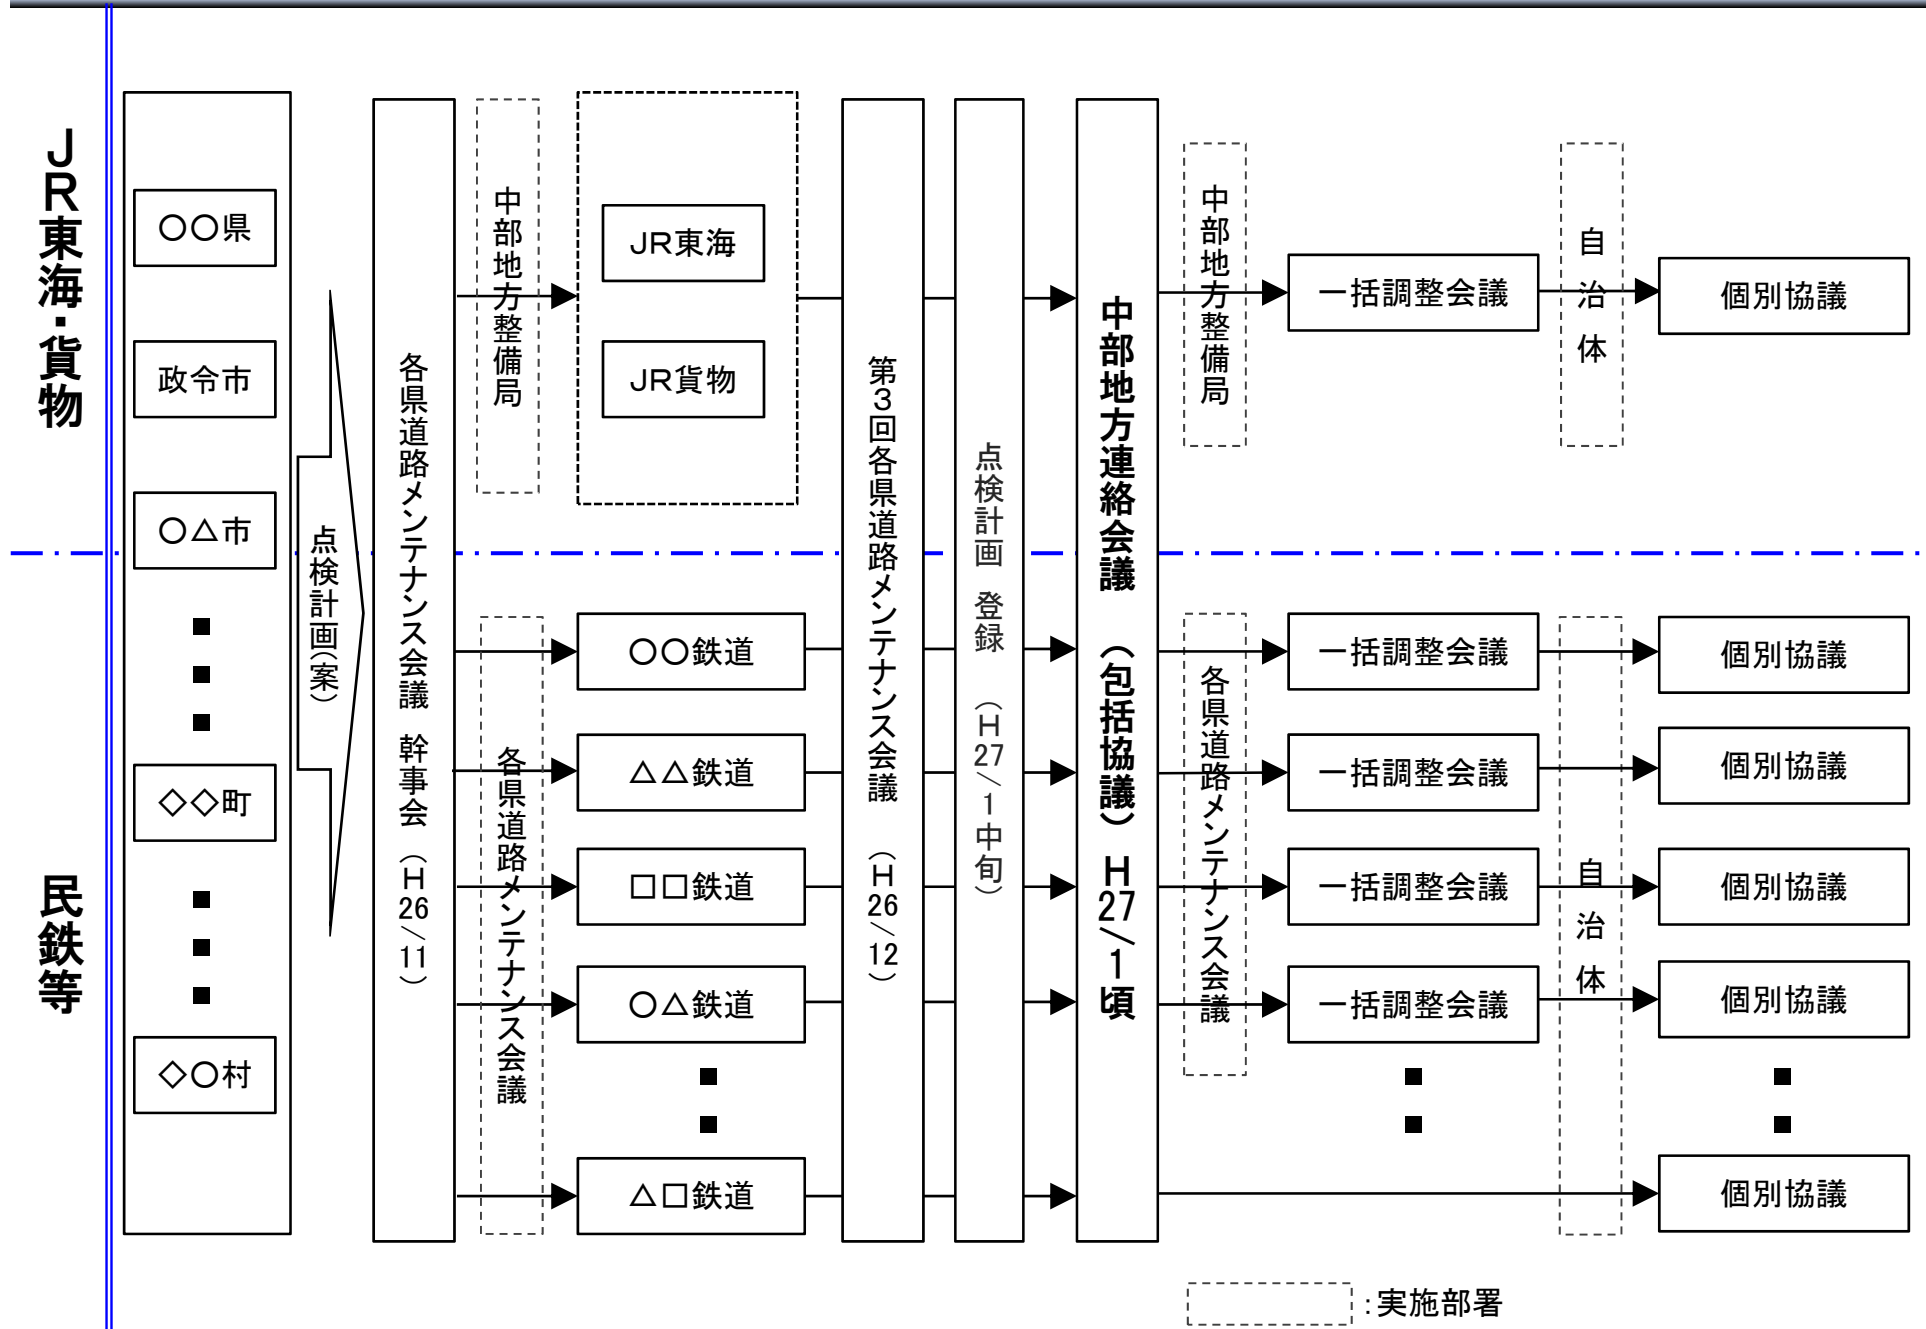 JR東海・貨物
民鉄等
〇〇県
政令市
〇△市
■
■
■
◇◇町
■
■
■
◇〇村
点検計画(案)
各県道路メンテナンス会議 幹事会 (H26/11)
中部地方整備局
各県道路メンテナンス会議
JR東海
JR貨物
〇〇鉄道
△△鉄道
□□鉄道
〇△鉄道
■
■
△□鉄道
第3回各県道路メンテナンス会議 (H26/12)
点検計画 登録 (H27/1中旬)
中部地方連絡会議 (包括協議) H27/1頃
中部地方整備局
各県道路メンテナンス会議
一括調整会議
一括調整会議
一括調整会議
一括調整会議
一括調整会議
■
■
自治体
自治体
個別協議
個別協議
個別協議
個別協議
個別協議
■
■
個別協議
:実施部署